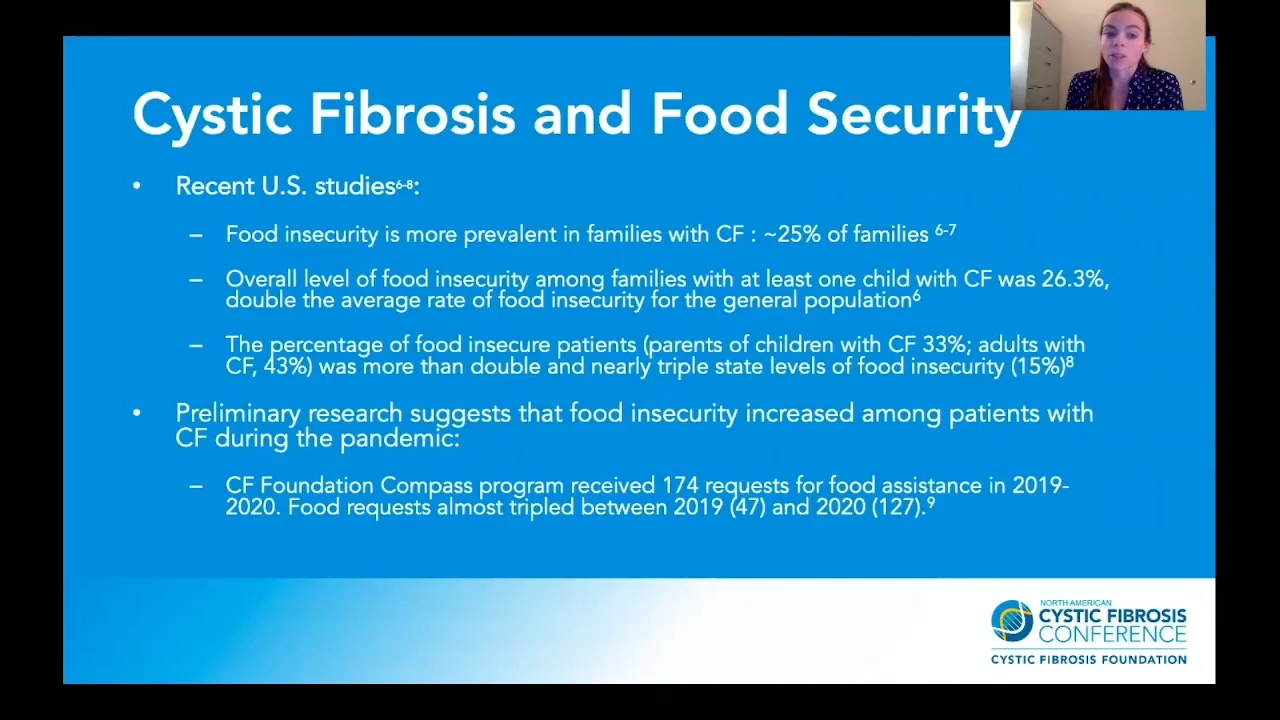 Cystic Fibrosis and Food Security
• Recent U.S. studies6-8:
– Food insecurity is more prevalent in families with CF : ~25% of families 6-7
– Overall level of food insecurity among families with at least one child with CF was 26.3%,
double the average rate of food insecurity for the general population6
– The percentage of food insecure patients (parents of children with CF 33%; adults with
CF, 43%) was more than double and nearly triple state levels of food insecurity (15%)8
• Preliminary research suggests that food insecurity increased among patients with
CF during the pandemic:
– CF Foundation Compass program received 174 requests for food assistance in 2019-
2020. Food requests almost tripled between 2019 (47) and 2020 (127).9
NORTH AMERICAN
CYSTIC FIBROSIS
CONFERENCE
CYSTIC FIBROSIS FOUNDATION